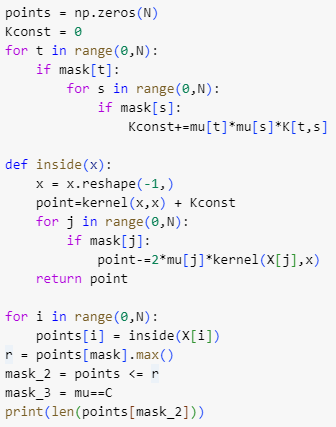 points = np.zeros(N)
Kconst = 0
for t in range(0,N):
    if mask[t]:
        for s in range(0,N):
            if mask[s]:
                Kconst+=mu[t]*mu[s]*K[t,s]

def inside(x):
    x = x.reshape(-1,)
    point=kernel(x,x) + Kconst
    for j in range(0,N):
        if mask[j]:
            point-=2*mu[j]*kernel(X[j],x)
    return point

for i in range(0,N):
    points[i] = inside(X[i])
r = points[mask].max()
mask_2 = points <= r
mask_3 = mu==C
print(len(points[mask_2]))